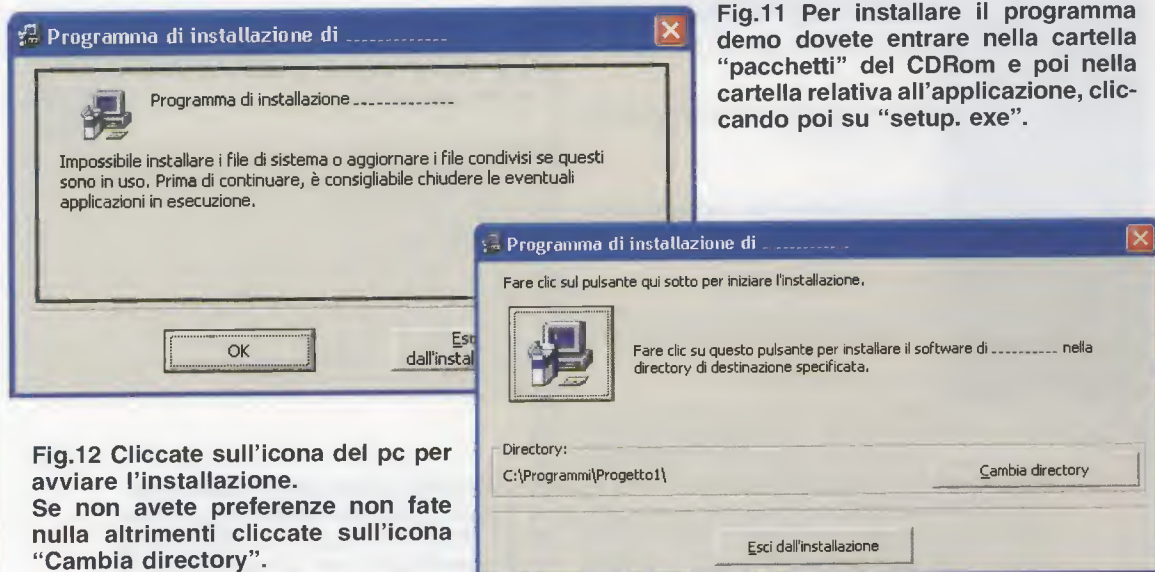 Programma di installazione di .............
Programma di installazione .............
Impossibile installare i file di sistema o aggiornare i file condivisi se questi
sono in uso. Prima di continuare, è consigliabile chiudere le eventuali
applicazioni in esecuzione.
OK
dall'instal
Fig.11 Per installare il programma
demo dovete entrare nella cartella
“pacchetti” del CDRom e poi nella
cartella relativa all’applicazione, clic-
cando poi su “setup. exe”.
Programma di installazione di ...........
Fare clic sul pulsante qui sotto per iniziare l'installazione.
Fare clic su questo pulsante per installare il software di .......... nella
directory di destinazione specificata.
Directory:
C:\Programmi\Progetto1\
Cambia directory
Esci dall'installazione
Fig.12 Cliccate sull’icona del pc per
avviare l’installazione.
Se non avete preferenze non fate
nulla altrimenti cliccate sull’icona
“Cambia directory”.